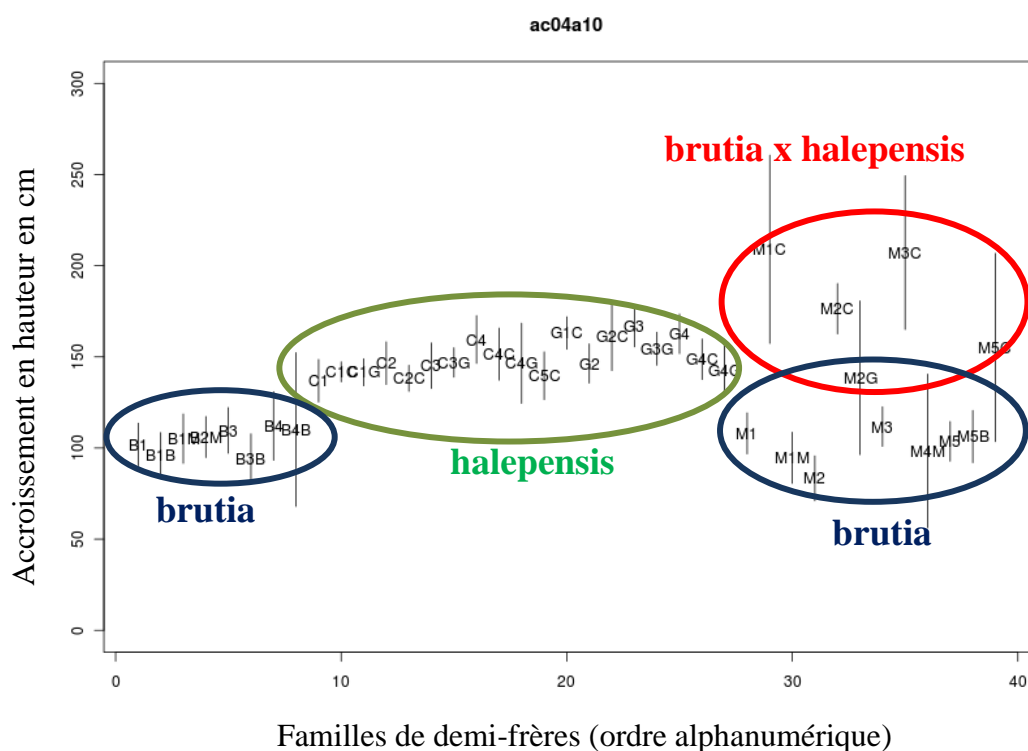 ac04a10
Accroissement en hauteur en cm
300
250
200
150
100
50
0
brutia x halepensis
M1C
M3C
M2C
M5C
M2G
B1
B1B
B1M
B2M
B3
B3B
B4
B4B
C1
C1C
C1G
C2
C2C
C3
C3G
C4
C4C
C4G
C5C
G1C
G2
G2C
G3
G3G
G4
G4C
G4G
M1
M1M
M2
M3
M4M
M5
M5B
halepensis
brutia
brutia
0
10
20
30
40
Familles de demi-frères (ordre alphanumérique)